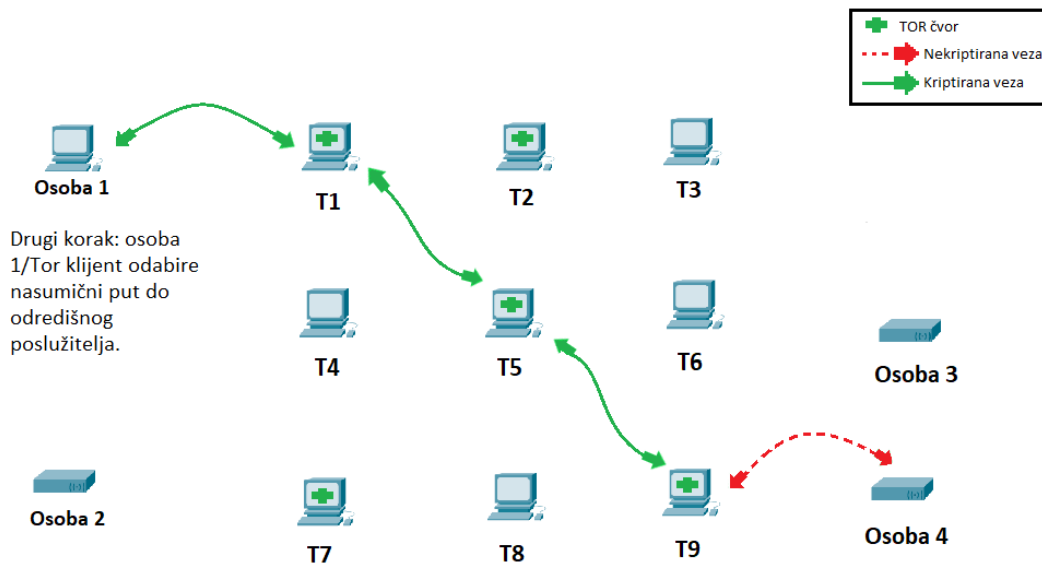 TOR čvor
Nekriptirana veza
Kriptirana veza
Osoba 1
T1
T2
T3
Drugi korak: osoba
1/Tor klijent odabire
nasumični put do
odredišnog
poslužitelja.
T4
T5
T6
Osoba 3
Osoba 2
T7
T8
T9
Osoba 4